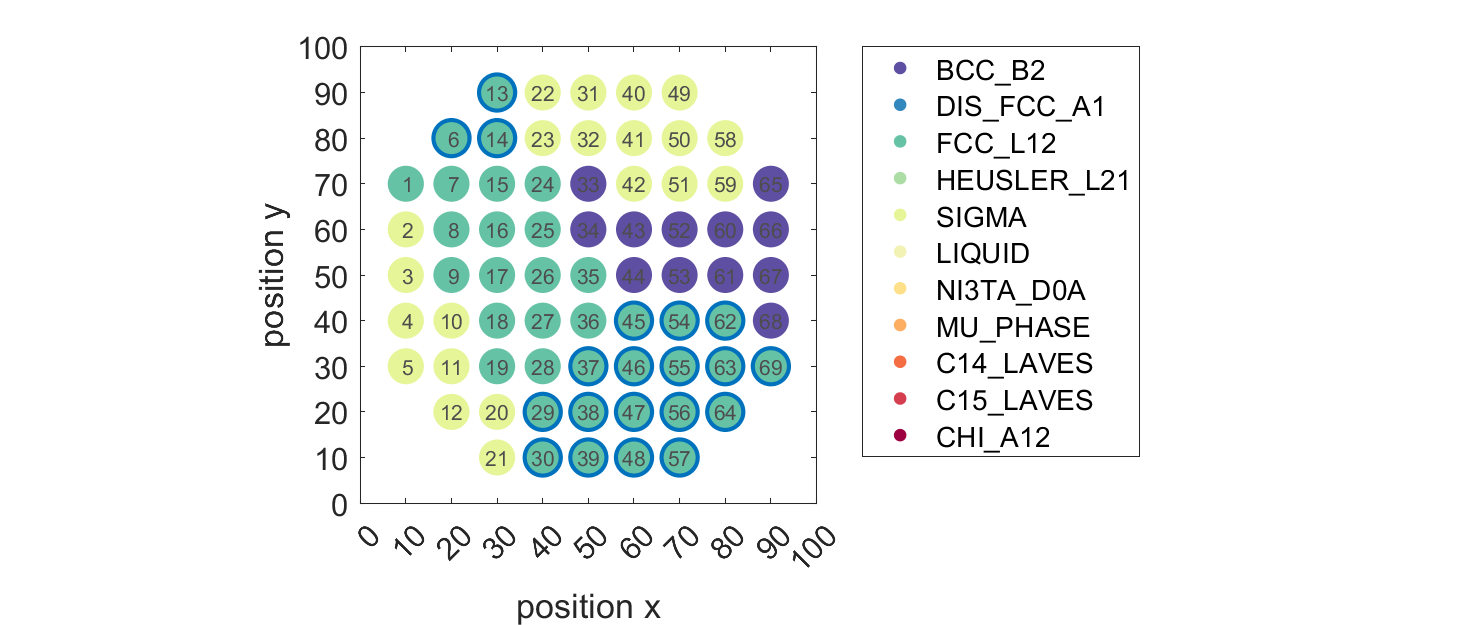 100
90
80
70
60
50
40
30
20
10
0
position y
13 22 31 40 49
6 14 23 32 41 50 58
1 7 15 24 33 42 51 59 65
2 8 16 25 34 43 52 60 66
3 9 17 26 35 44 53 61 67
4 10 18 27 36 45 54 62 68
5 11 19 28 37 46 55 63 69
12 20 29 38 47 56 64
21 30 39 48 57
0 10 20 30 40 50 60 70 80 90 100
position x
BCC_B2
DIS_FCC_A1
FCC_L12
HEUSLER_L21
SIGMA
LIQUID
NI3TA_D0A
MU_PHASE
C14_LAVES
C15_LAVES
CHI_A12